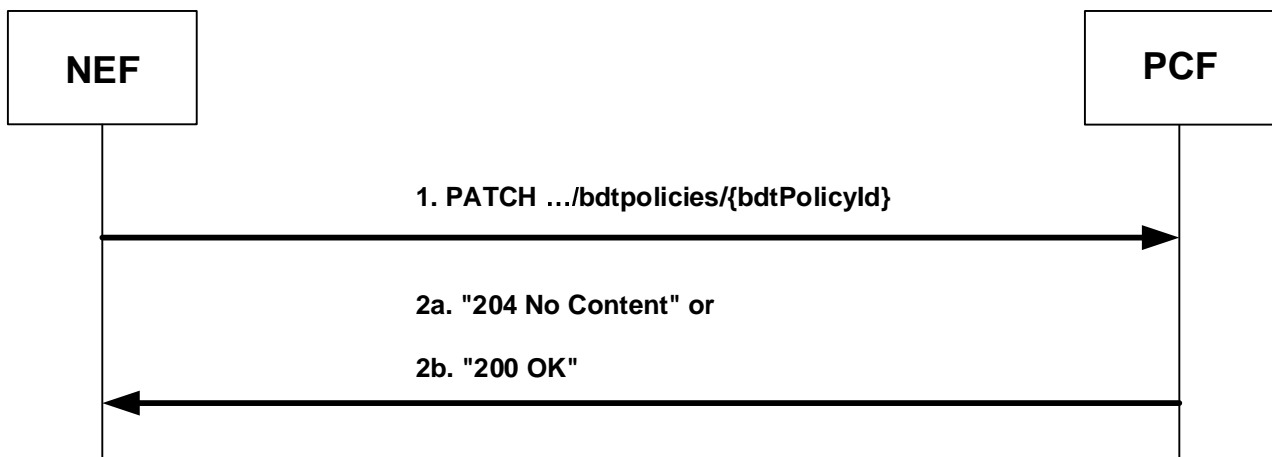 NEF
PCF
1. PATCH …/bdtpolicies/{bdtPolicyId}
2a. "204 No Content" or
2b. "200 OK"